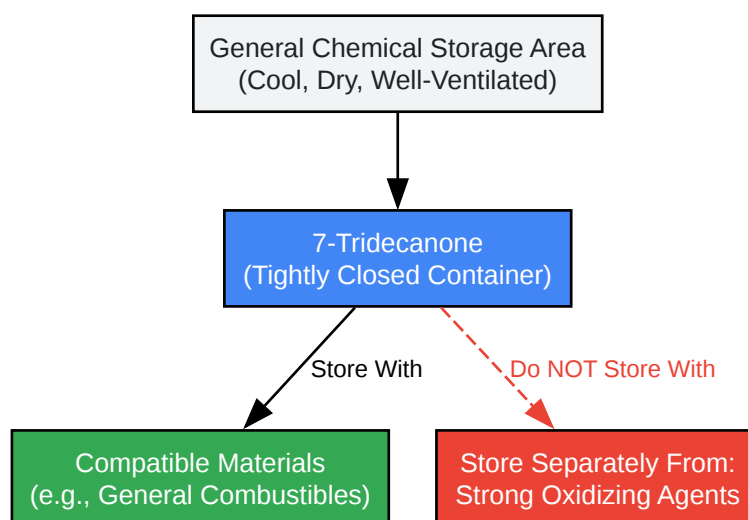 General Chemical Storage Area
(Cool, Dry, Well-Ventilated)
7-Tridecanone
(Tightly Closed Container)
Store With
Do NOT Store With
Compatible Materials
(e.g., General Combustibles)
Store Separately From:
Strong Oxidizing Agents